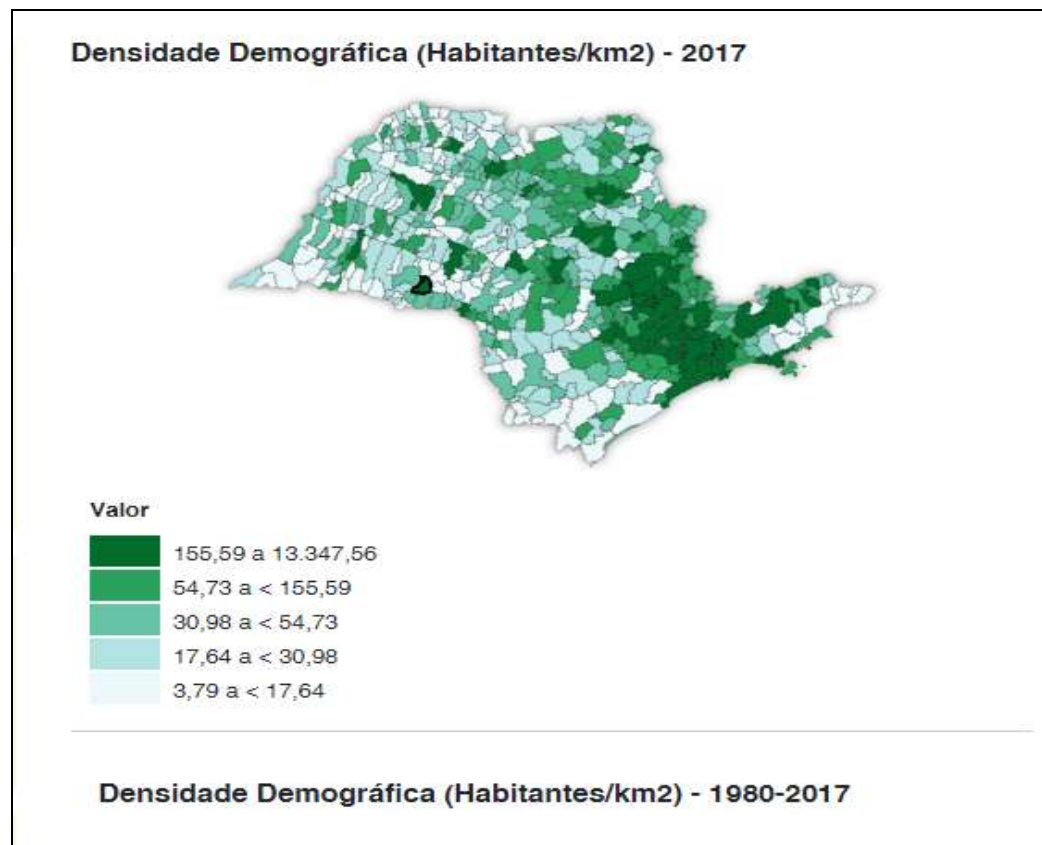 Densidade Demográfica (Habitantes/km2) - 2017
Valor
155,59 a 13.347,56
54,73 a < 155,59
30,98 a < 54,73
17,64 a < 30,98
3,79 a < 17,64
Densidade Demográfica (Habitantes/km2) - 1980-2017